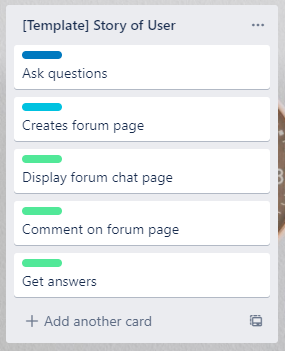 [Template] Story of User
Ask questions
Creates forum page
Display forum chat page
Comment on forum page
Get answers
Add another card